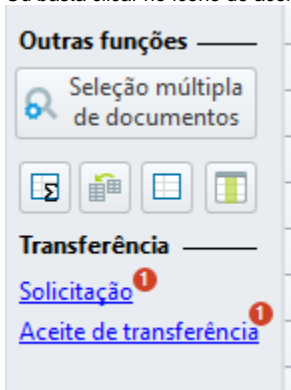 Outras funções
Seleção múltipla
de documentos
Σ
Transferência
Solicitação 1
Aceite de transferência 1